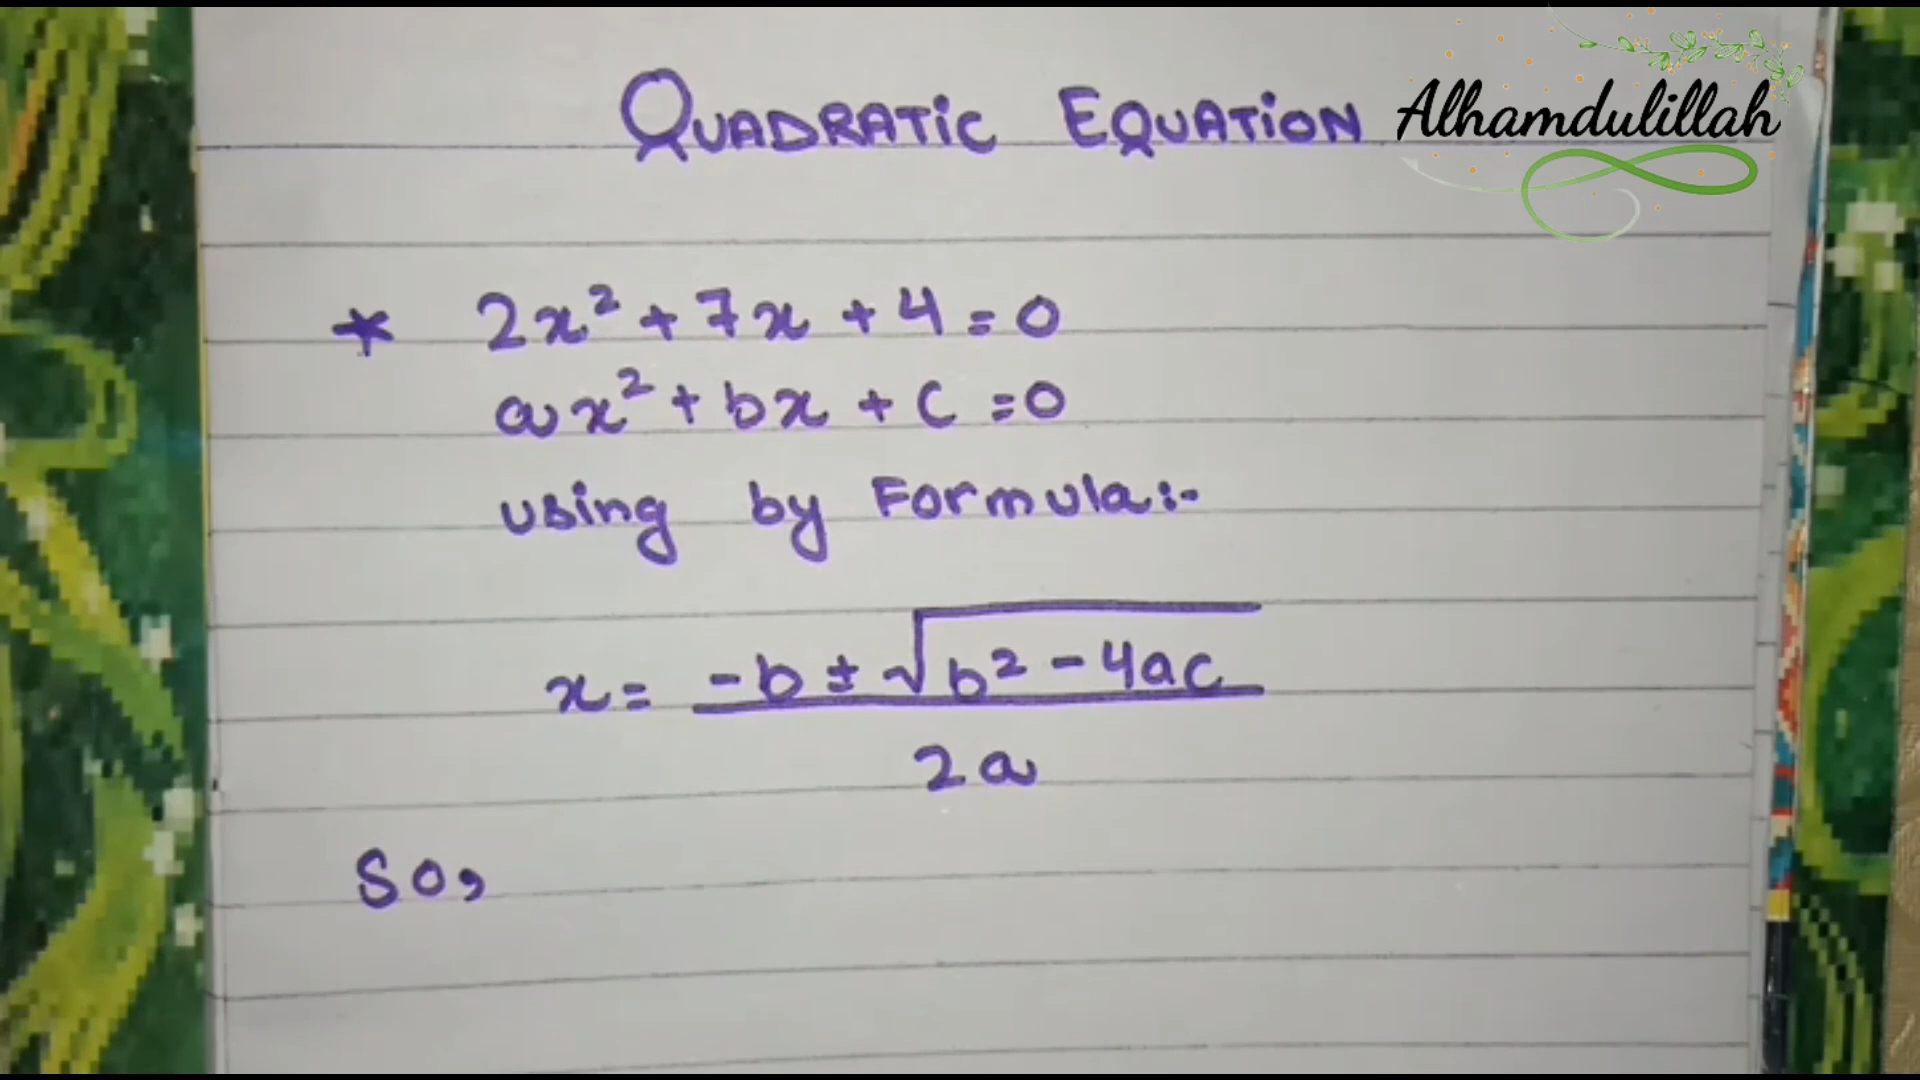 QUADRATIC EQUATION
Alhamdulillah
* 2x² + 7x + 4 = 0
ax² + bx + c = 0
using by Formula:-
x = -b ± √b² - 4ac
2a
So,